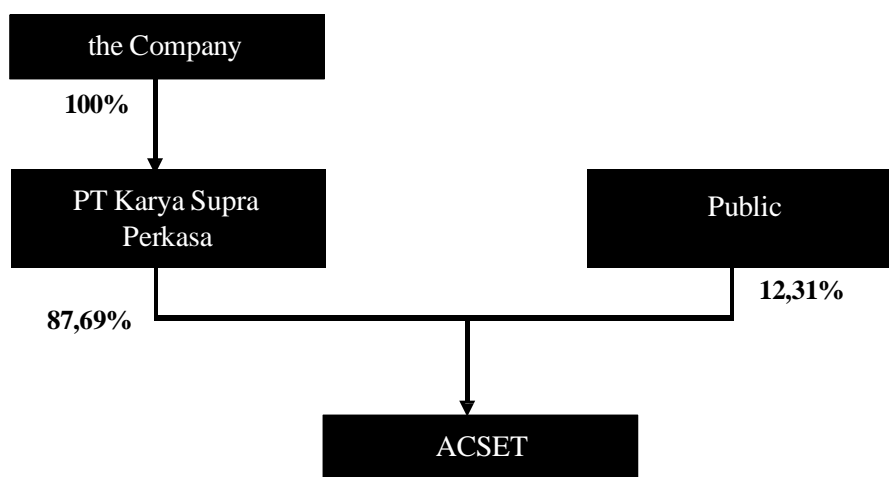 the Company
100%
PT Karya Supra
Perkasa
Public
87,69%
12,31%
ACSET